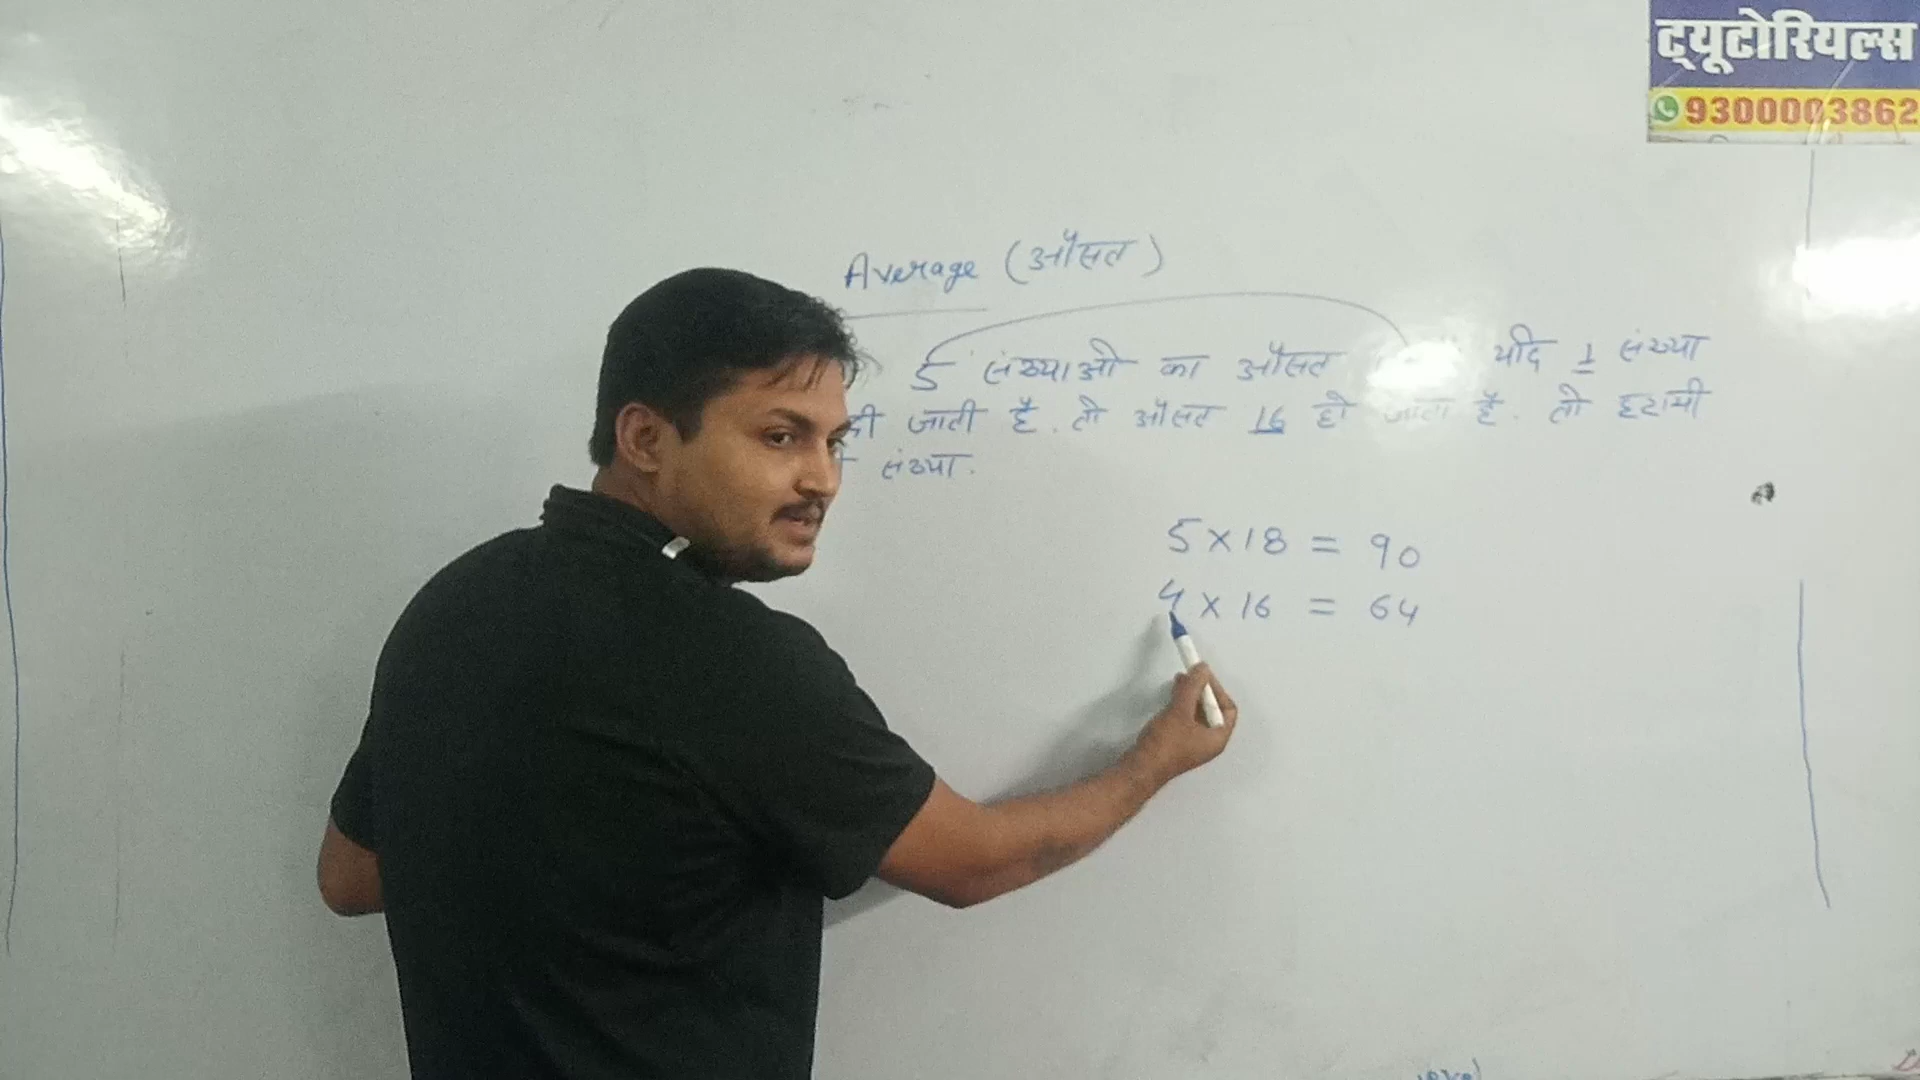 ट्यूटोरियल्स
9300003862
Average (औसत)
5 संख्याओ का औसत यदि 1 संख्या
दी जाती है. तो औसत 16 हो जाता है. तो हटायी
संख्या.
5 × 18 = 90
4 × 16 = 64